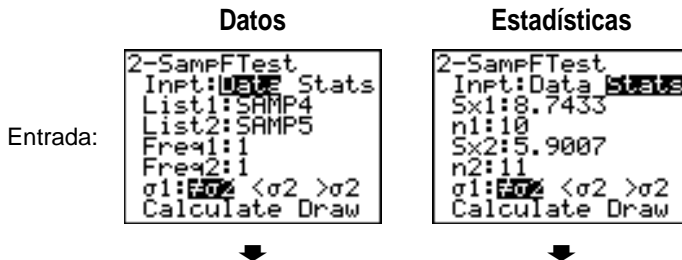 Datos
Estadísticas
Entrada:
2-SampFTest
Inpt:Data Stats
List1:SAMP4
List2:SAMP5
Freq1:1
Freq2:1
σ1:≠σ2 <σ2 >σ2
Calculate Draw
2-SampFTest
Inpt:Data Stats
Sx1:8.7433
n1:10
Sx2:5.9007
n2:11
σ1:≠σ2 <σ2 >σ2
Calculate Draw